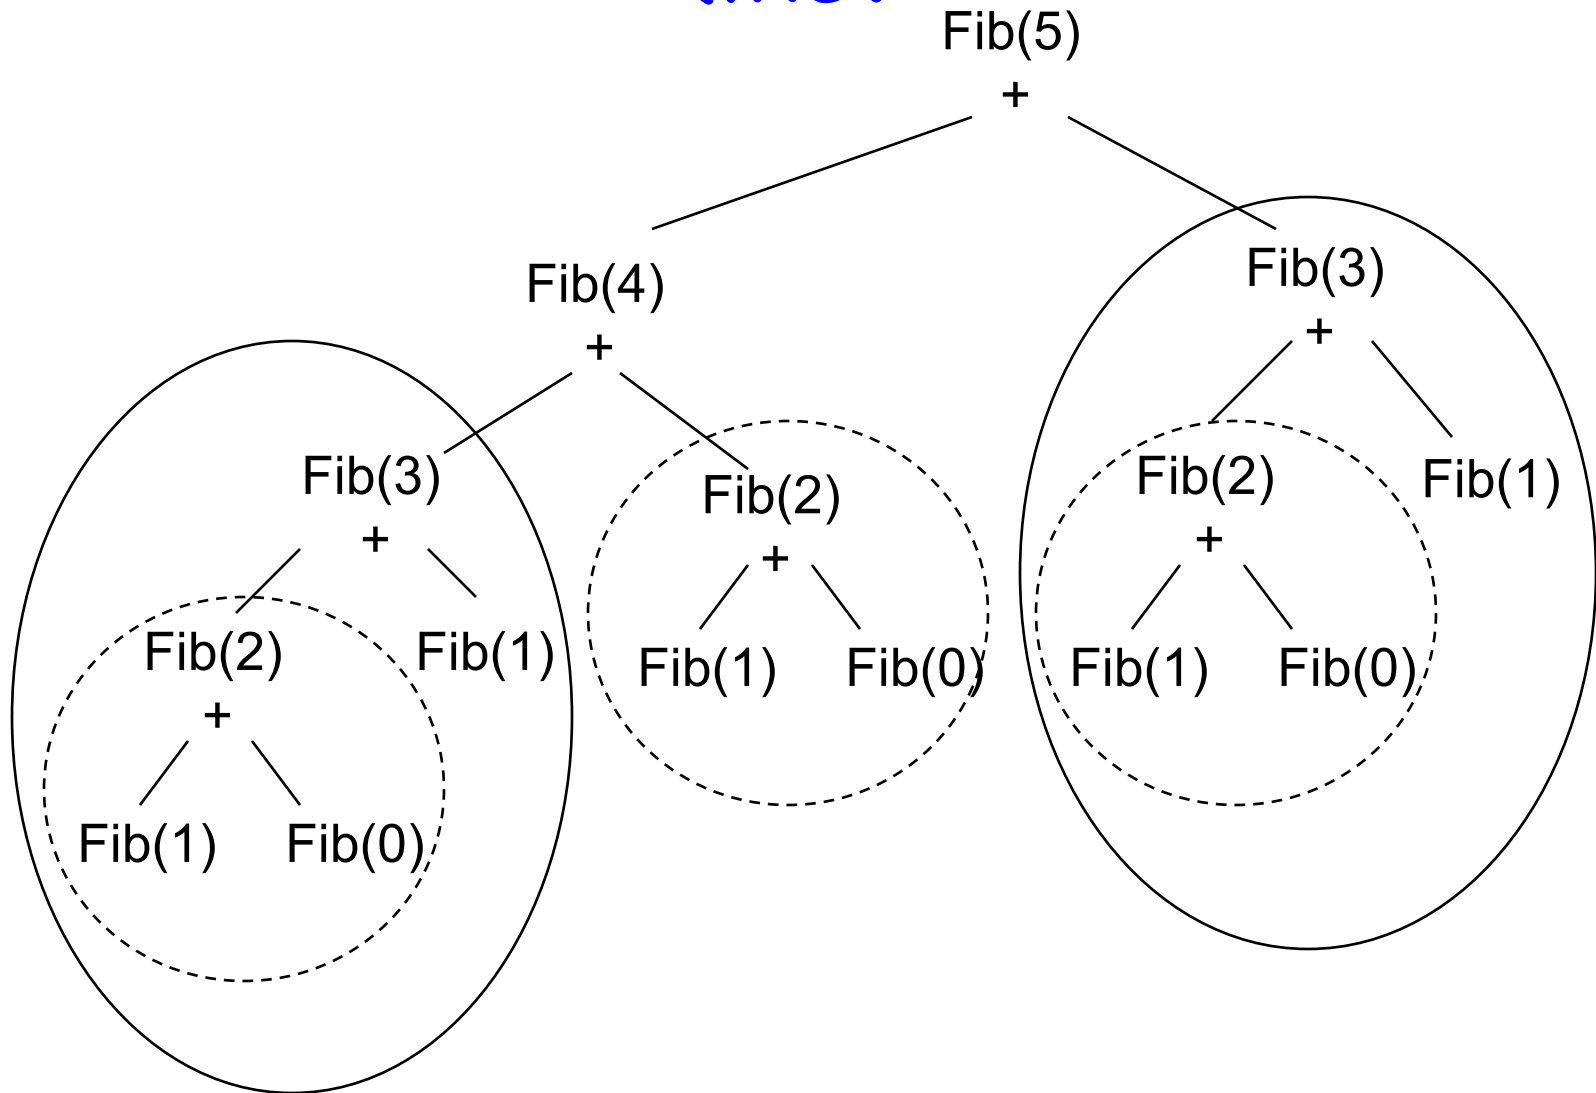 Fib(5)
+
Fib(4)
Fib(3)
+
+
Fib(3)
Fib(2)
Fib(2)
Fib(1)
+
+
+
Fib(2)
Fib(1)
Fib(1)
Fib(0)
Fib(1)
Fib(0)
+
Fib(1)
Fib(0)